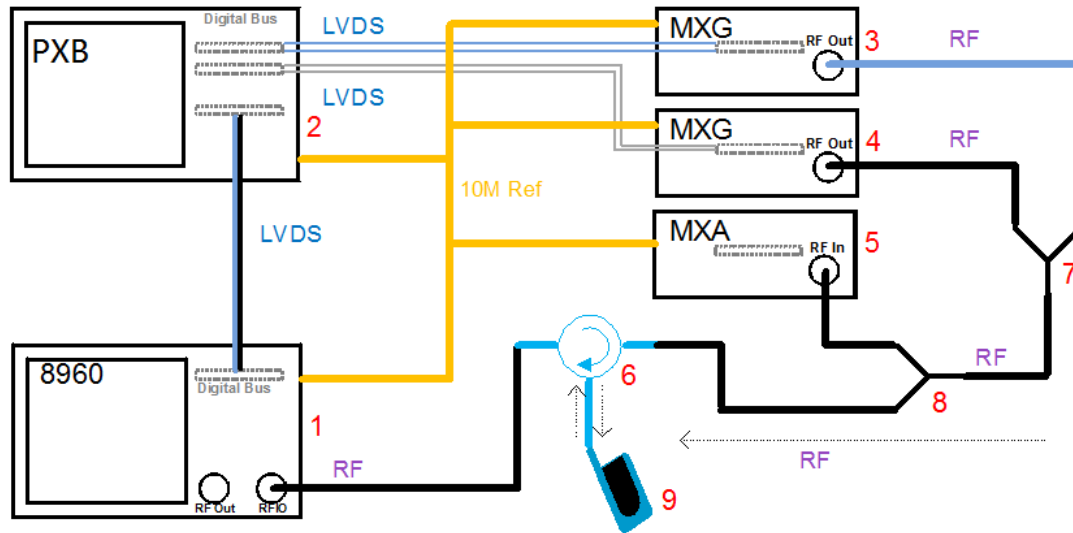 Digital Bus
PXB
LVDS
LVDS
2
LVDS
10M Ref
MXG
RF Out
3
RF
MXG
RF Out
4
RF
MXA
RF In
5
7
8960
Digital Bus
1
RF Out
RFIO
RF
6
9
8
RF
RF